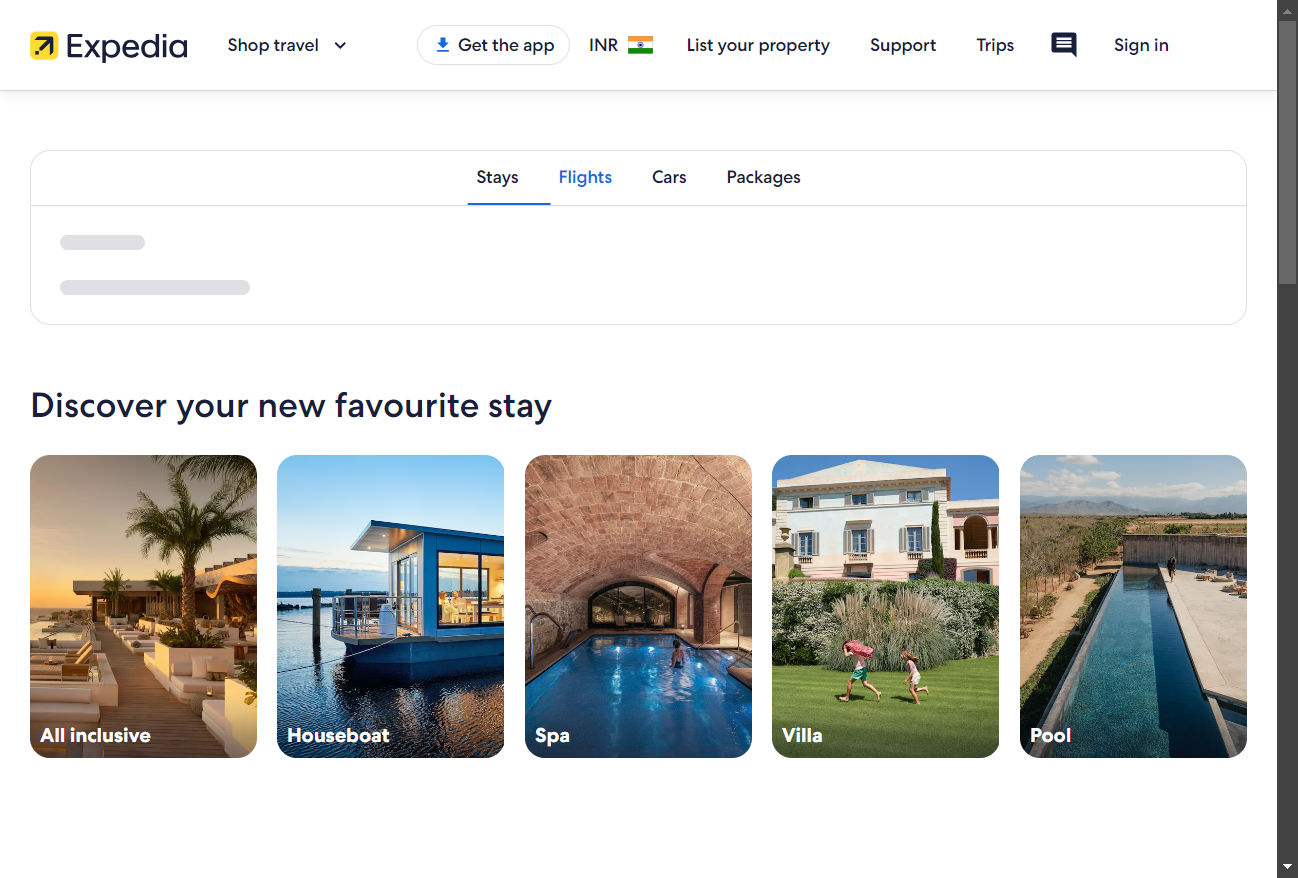 Expedia
Shop travel
Get the app
INR
List your property
Support
Trips
Sign in
Stays
Flights
Cars
Packages
Discover your new favourite stay
All inclusive
Houseboat
Spa
Villa
Pool